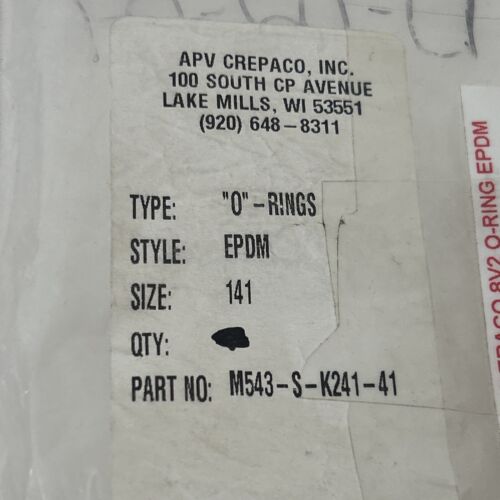 APV CREPACO, INC.
100 SOUTH CP AVENUE
LAKE MILLS, WI 53551
(920) 648-8311
TYPE: "O"-RINGS
STYLE: EPDM
SIZE: 141
QTY:
PART NO: M543-S-K241-41
8V2 O-RING EPDM